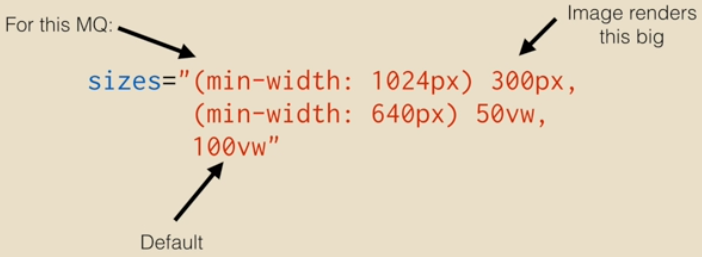 For this MQ:
Image renders
this big
sizes="(min-width: 1024px) 300px,
(min-width: 640px) 50vw,
100vw"
Default